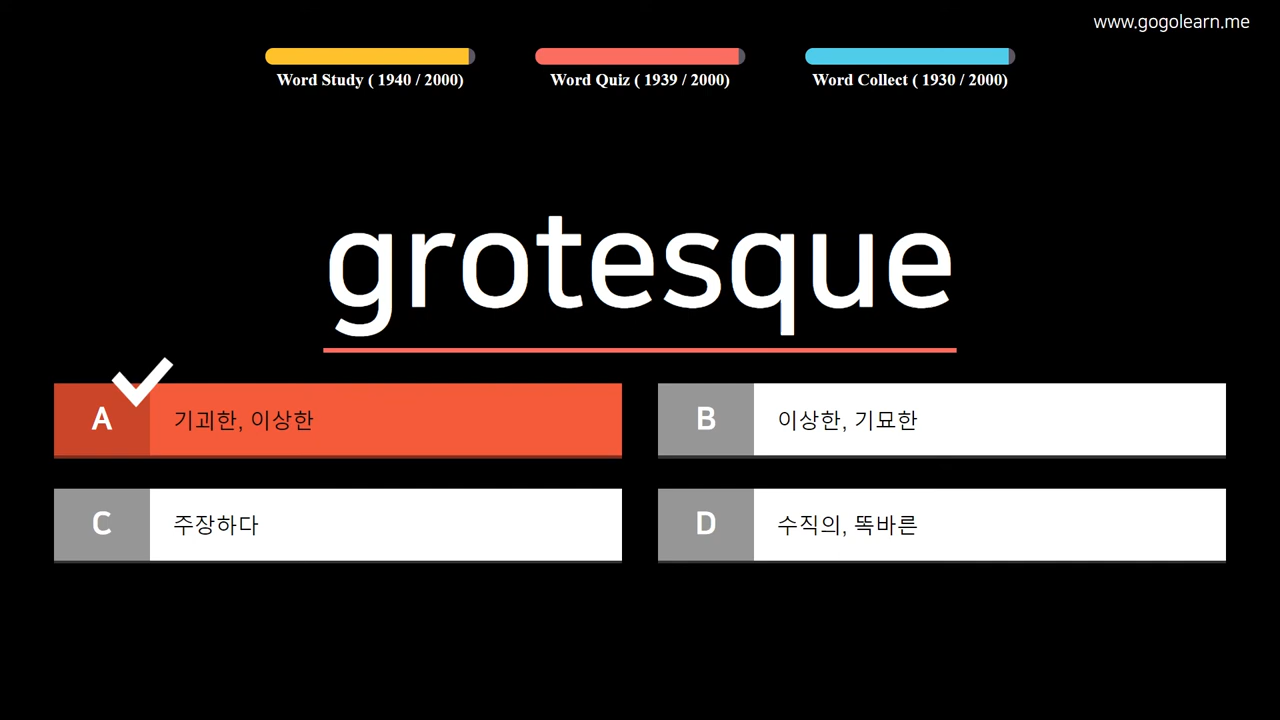 www.gogolearn.me
Word Study ( 1940 / 2000)
Word Quiz ( 1939 / 2000)
Word Collect ( 1930 / 2000)
grotesque
A 기괴한, 이상한
B 이상한, 기묘한
C 주장하다
D 수직의, 똑바른